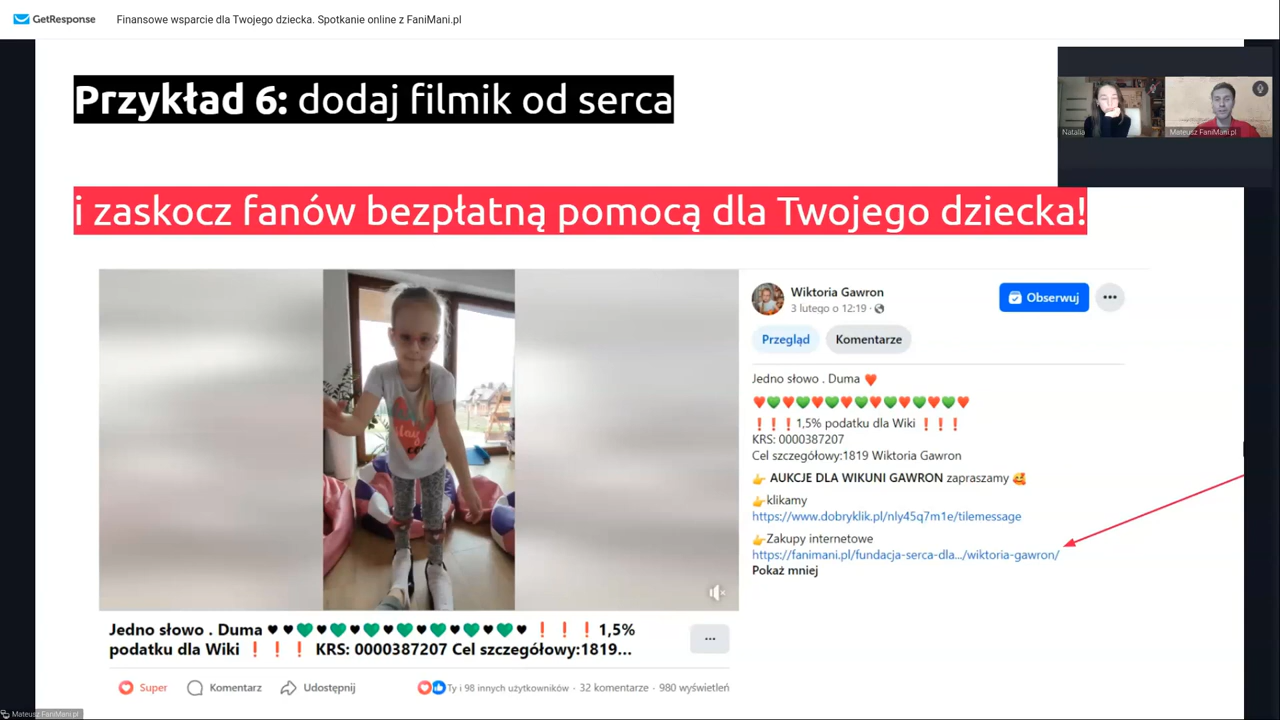 GetResponse Finansowe wsparcie dla Twojego dziecka. Spotkanie online z FaniMani.pl
Przykład 6: dodaj filmik od serca
Natalia Mateusz FaniMani.pl
i zaskocz fanów bezpłatną pomocą dla Twojego dziecka!
Wiktoria Gawron
3 lutego o 12:19 ·
Obserwuj
Przegląd Komentarze
Jedno słowo . Duma ❤️
❤️💚❤️💚❤️💚❤️💚❤️💚❤️💚❤️💚❤️
❗❗❗1,5% podatku dla Wiki ❗❗❗
KRS: 0000387207
Cel szczegółowy:1819 Wiktoria Gawron
👉 AUKCJE DLA WIKUNI GAWRON zapraszamy 🥰
👉klikamy
https://www.dobryklik.pl/nly45q7m1e/tilemessage
👉Zakupy internetowe
https://fanimani.pl/fundacja-serca-dla.../wiktoria-gawron/
Pokaż mniej
Jedno słowo . Duma ♥ ♥💚♥💚♥💚♥💚♥💚♥💚♥💚♥ ❗❗❗1,5%
podatku dla Wiki ❗❗❗ KRS: 0000387207 Cel szczegółowy:1819...
Super Komentarz Udostępnij Ty i 98 innych użytkowników · 32 komentarze · 980 wyświetleń
Mateusz FaniMani.pl